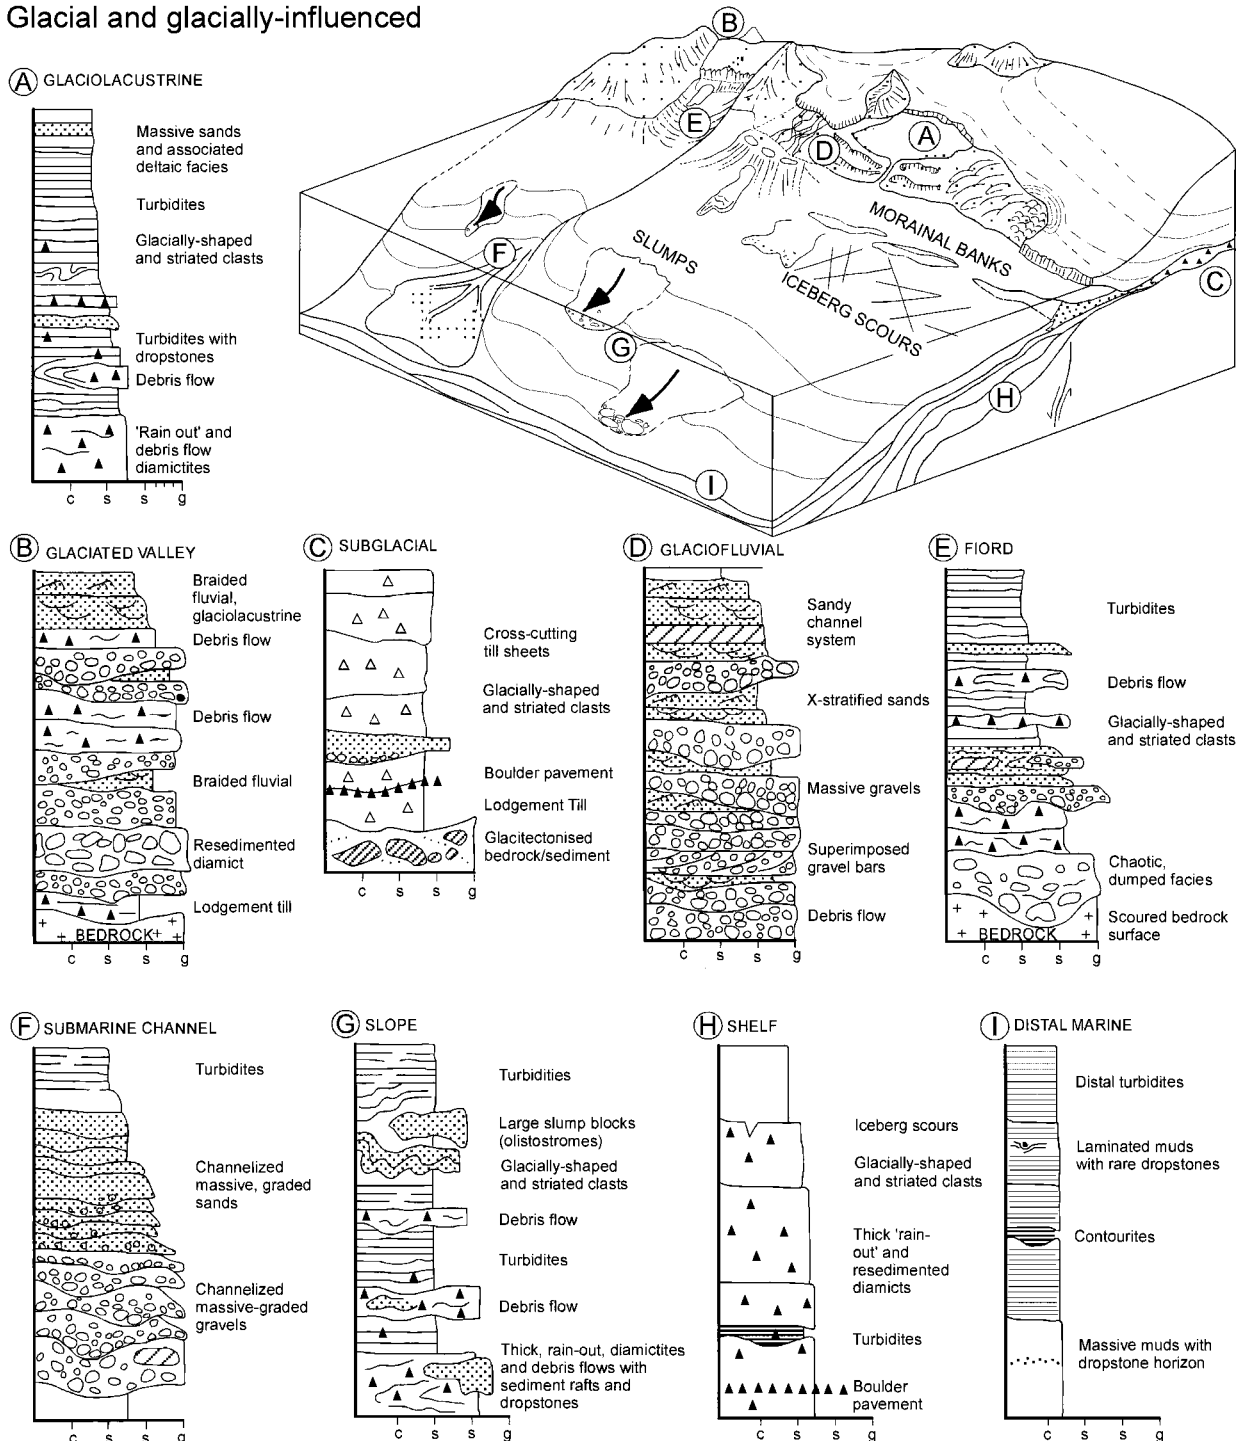 Glacial and glacially-influenced
A GLACIOLACUSTRINE
Massive sands
and associated
deltaic facies
Turbidites
Glacially-shaped
and striated clasts
Turbidites with
dropstones
Debris flow
'Rain out' and
debris flow
diamictites
c s s g
B
E
D
A
F
G
C
H
I
SLUMPS
MORAINAL BANKS
ICEBERG SCOURS
B GLACIATED VALLEY
Braided
fluvial,
glaciolacustrine
Debris flow
Debris flow
Braided fluvial
Resedimented
diamict
Lodgement till
BEDROCK
c s s g
C SUBGLACIAL
Cross-cutting
till sheets
Glacially-shaped
and striated clasts
Boulder pavement
Lodgement Till
Glacitectonised
bedrock/sediment
c s s g
D GLACIOFLUVIAL
Sandy
channel
system
X-stratified sands
Massive gravels
Superimposed
gravel bars
Debris flow
c s s g
E FIORD
Turbidites
Debris flow
Glacially-shaped
and striated clasts
Chaotic,
dumped facies
Scoured bedrock
surface
BEDROCK
c s s g
F SUBMARINE CHANNEL
Turbidites
Channelized
massive, graded
sands
Channelized
massive-graded
gravels
c s s g
G SLOPE
Turbidities
Large slump blocks
(olistostromes)
Glacially-shaped
and striated clasts
Debris flow
Turbidites
Debris flow
Thick, rain-out, diamictites
and debris flows with
sediment rafts and
dropstones
c s s g
H SHELF
Iceberg scours
Glacially-shaped
and striated clasts
Thick 'rain-
out' and
resedimented
diamicts
Turbidites
Boulder
pavement
c s s g
I DISTAL MARINE
Distal turbidites
Laminated muds
with rare dropstones
Contourites
Massive muds with
dropstone horizon
c s s g